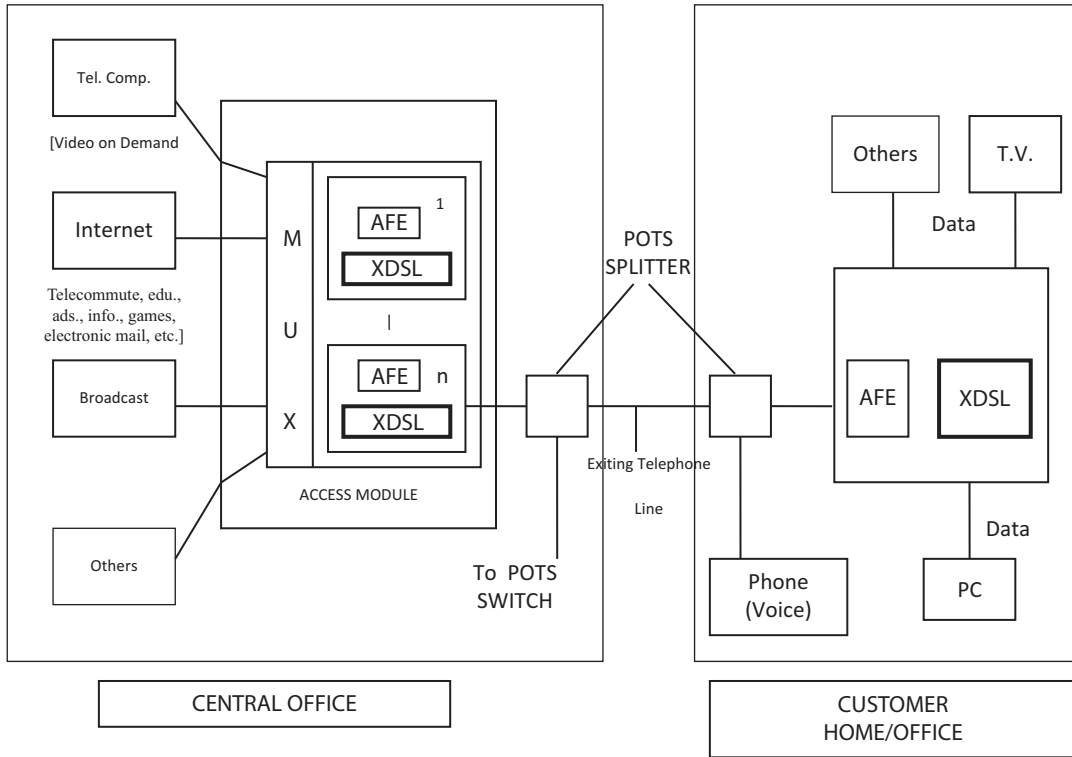 Tel. Comp.
[Video on Demand
Internet
Telecommute, edu.,
ads., info., games,
electronic mail, etc.]
Broadcast
Others
M
U
X
AFE
1
XDSL
|
AFE
n
XDSL
ACCESS MODULE
To POTS
SWITCH
POTS
SPLITTER
Exiting Telephone
Line
Others
T.V.
Data
AFE
XDSL
Data
Phone
(Voice)
PC
CENTRAL OFFICE
CUSTOMER
HOME/OFFICE